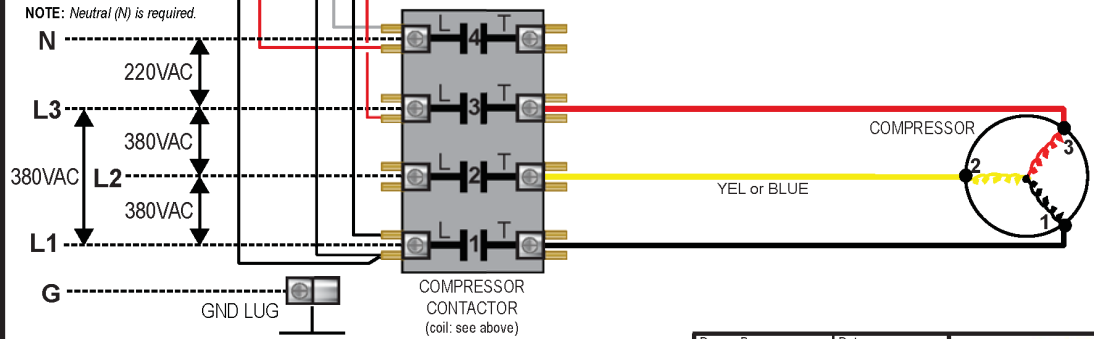 NOTE: Neutral (N) is required.
N
220VAC
L3
380VAC
380VAC
L2
380VAC
L1
G
GND LUG
L 4 T
L 3 T
L 2 T
L 1 T
COMPRESSOR
CONTACTOR
(coil: see above)
YEL or BLUE
COMPRESSOR
2
3
1